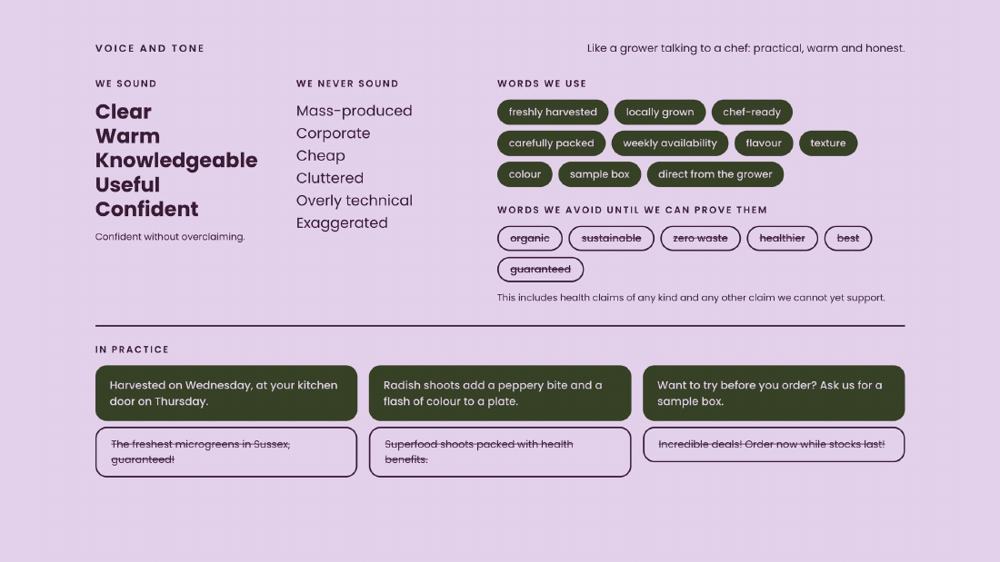 VOICE AND TONE
Like a grower talking to a chef: practical, warm and honest.
WE SOUND
Clear
Warm
Knowledgeable
Useful
Confident
Confident without overclaiming.
WE NEVER SOUND
Mass-produced
Corporate
Cheap
Cluttered
Overly technical
Exaggerated
WORDS WE USE
freshly harvested locally grown chef-ready
carefully packed weekly availability flavour texture
colour sample box direct from the grower
WORDS WE AVOID UNTIL WE CAN PROVE THEM
organic sustainable zero waste healthier best
guaranteed
This includes health claims of any kind and any other claim we cannot yet support.
IN PRACTICE
Harvested on Wednesday, at your kitchen
door on Thursday.
The freshest microgreens in Sussex,
guaranteed!
Radish shoots add a peppery bite and a
flash of colour to a plate.
Superfood shoots packed with health
benefits.
Want to try before you order? Ask us for a
sample box.
Incredible deals! Order now while stocks last!